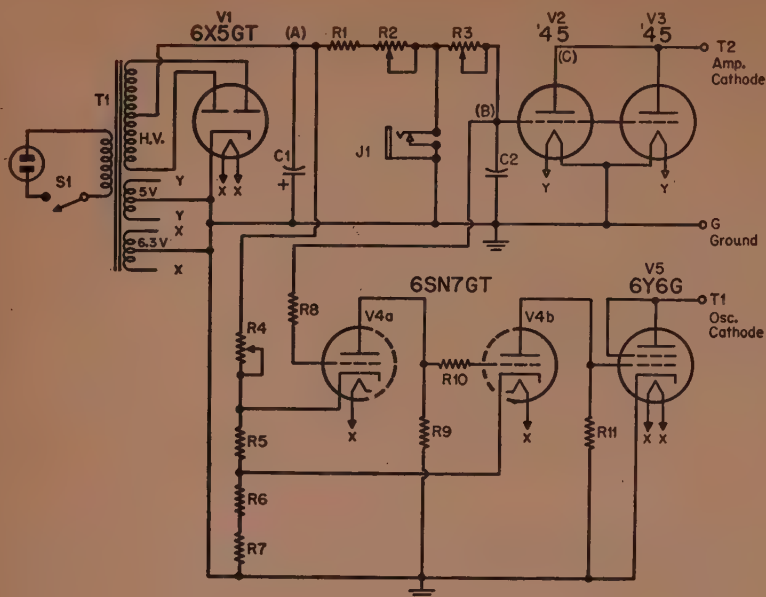 V1
6X5GT
(A)
R1
R2
R3
V2
'45
V3
'45
(C)
T2
Amp.
Cathode
T1
H.V.
(B)
S1
C1
+
X X
J1
C2
Y
Y
Y
5V
Y
G
Ground
X
6.3V
X
6SN7GT
V5
6Y6G
R8
V4a
V4b
T1
Osc.
Cathode
R4
R10
X
X
X X
R5
R9
R11
R6
R7